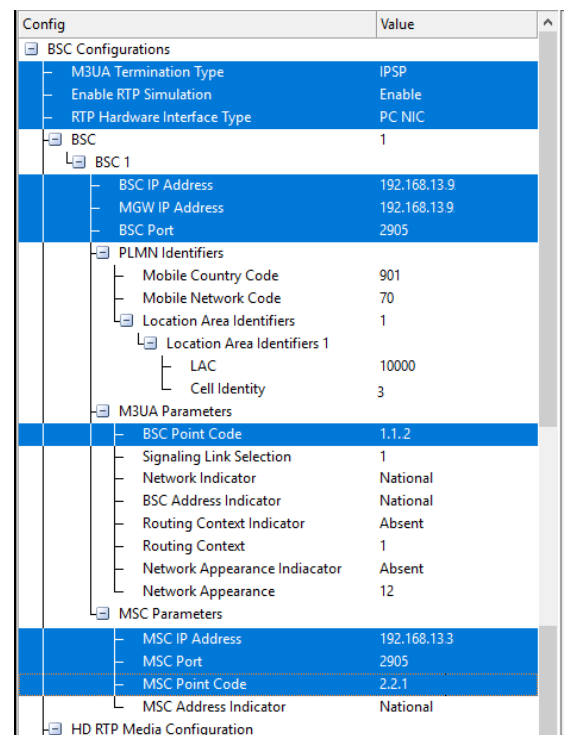 Config Value
BSC Configurations
M3UA Termination Type IPSP
Enable RTP Simulation Enable
RTP Hardware Interface Type PC NIC
BSC 1
BSC 1
BSC IP Address 192.168.13.9
MGW IP Address 192.168.13.9
BSC Port 2905
PLMN Identifiers
Mobile Country Code 901
Mobile Network Code 70
Location Area Identifiers 1
Location Area Identifiers 1
LAC 10000
Cell Identity 3
M3UA Parameters
BSC Point Code 1.1.2
Signaling Link Selection 1
Network Indicator National
BSC Address Indicator National
Routing Context Indicator Absent
Routing Context 1
Network Appearance Indiacator Absent
Network Appearance 12
MSC Parameters
MSC IP Address 192.168.13.3
MSC Port 2905
MSC Point Code 2.2.1
MSC Address Indicator National
HD RTP Media Configuration